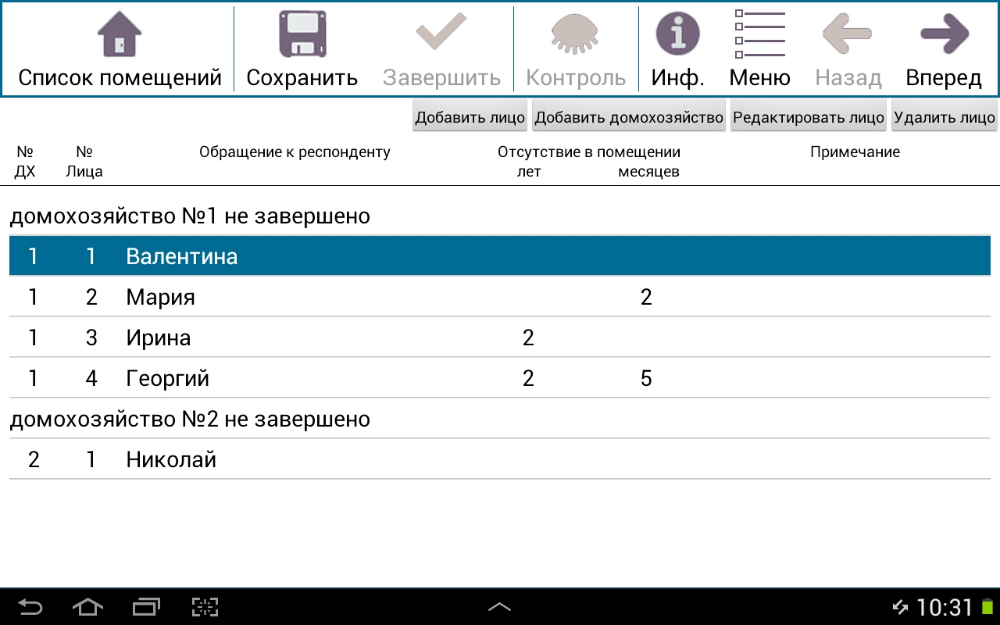 Список помещений Сохранить Завершить Контроль Инф. Меню Назад Вперед
Добавить лицо Добавить домохозяйство Редактировать лицо Удалить лицо
№ № Обращение к респонденту Отсутствие в помещении Примечание
ДХ Лица лет месяцев
домохозяйство №1 не завершено
1 1 Валентина
1 2 Мария 2
1 3 Ирина 2
1 4 Георгий 2 5
домохозяйство №2 не завершено
2 1 Николай
10:31